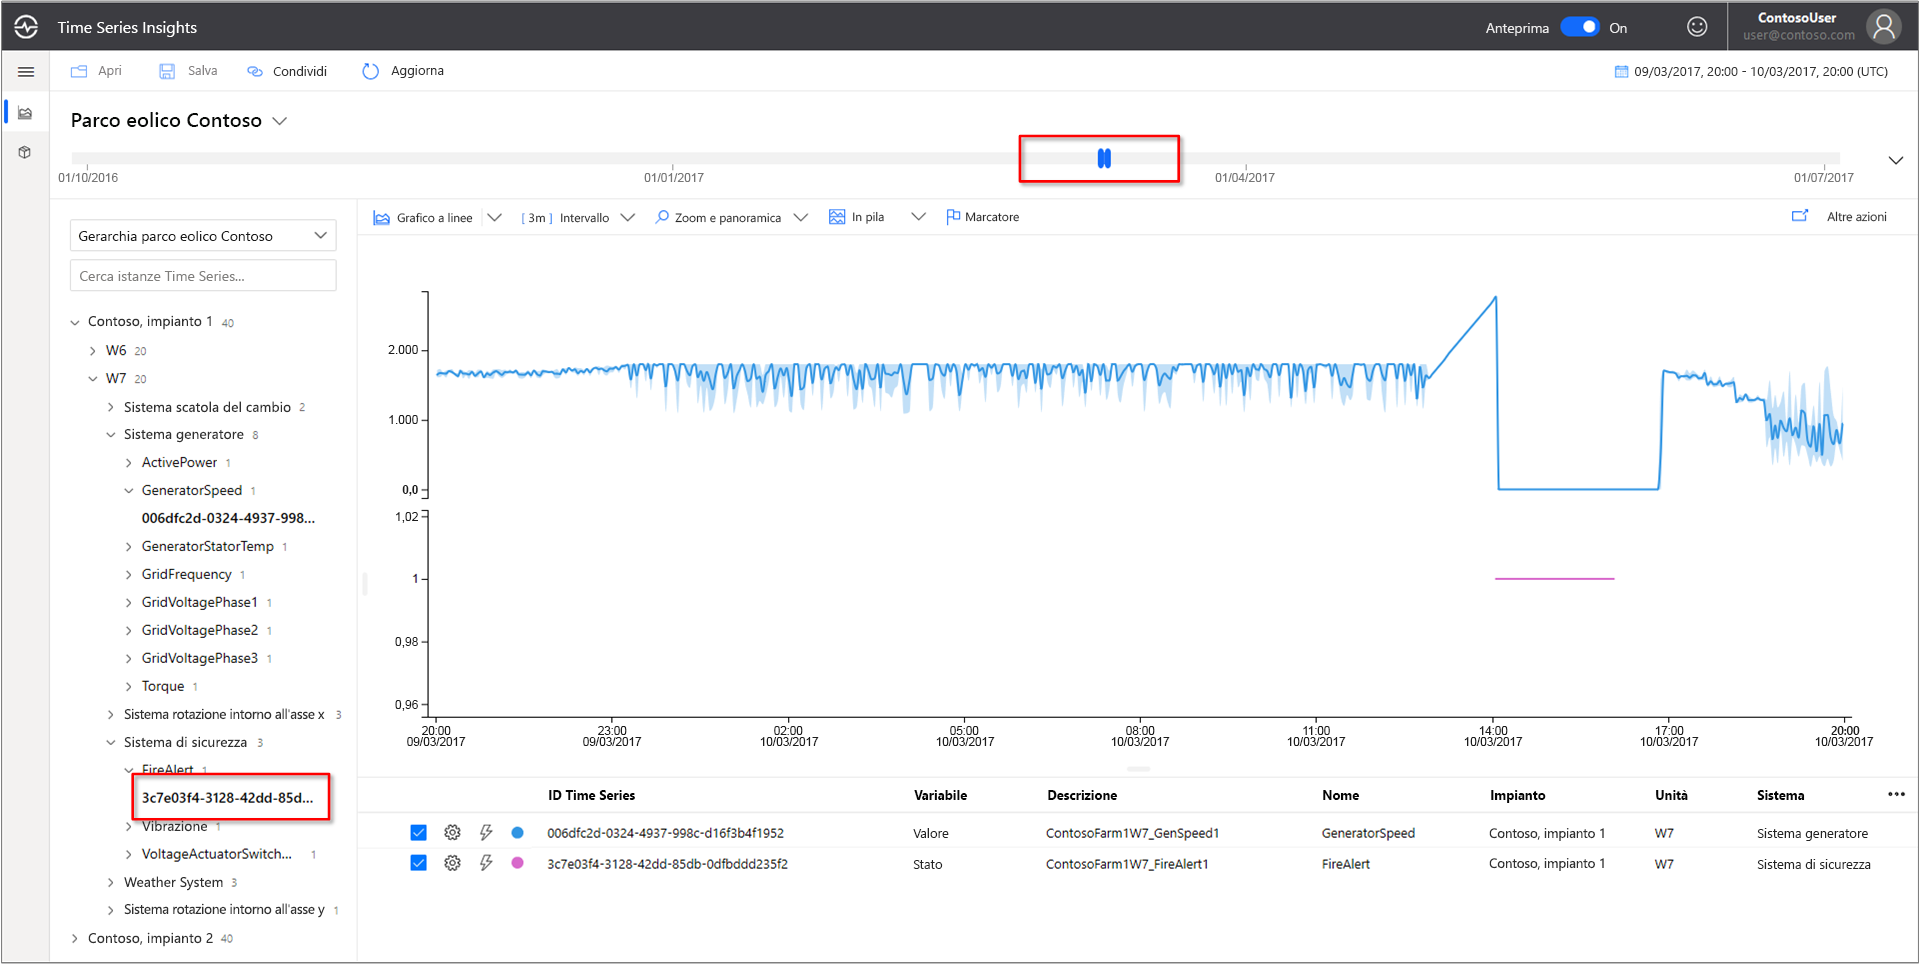 Time Series Insights
Anteprima On
ContosoUser
user@contoso.com
Apri Salva Condividi Aggiorna
09/03/2017, 20:00 - 10/03/2017, 20:00 (UTC)
Parco eolico Contoso
01/10/2016 01/01/2017 01/04/2017 01/07/2017
Grafico a linee [ 3m ] Intervallo Zoom e panoramica In pila Marcatore Altre azioni
Gerarchia parco eolico Contoso
Cerca istanze Time Series...
Contoso, impianto 1 40
W6 20
W7 20
Sistema scatola del cambio 2
Sistema generatore 8
ActivePower 1
GeneratorSpeed 1
006dfc2d-0324-4937-998...
GeneratorStatorTemp 1
GridFrequency 1
GridVoltagePhase1 1
GridVoltagePhase2 1
GridVoltagePhase3 1
Torque 1
Sistema rotazione intorno all'asse x 3
Sistema di sicurezza 3
FireAlert 1
3c7e03f4-3128-42dd-85d...
Vibrazione 1
VoltageActuatorSwitch... 1
Weather System 3
Sistema rotazione intorno all'asse y 1
Contoso, impianto 2 40
2.000
1.000
0,0
1,02
1
0,98
0,96
20:00 23:00 02:00 05:00 08:00 11:00 14:00 17:00 20:00
09/03/2017 09/03/2017 10/03/2017 10/03/2017 10/03/2017 10/03/2017 10/03/2017 10/03/2017 10/03/2017
ID Time Series Variabile Descrizione Nome Impianto Unità Sistema
006dfc2d-0324-4937-998c-d16f3b4f1952 Valore ContosoFarm1W7_GenSpeed1 GeneratorSpeed Contoso, impianto 1 W7 Sistema generatore
3c7e03f4-3128-42dd-85db-0dfbddd235f2 Stato ContosoFarm1W7_FireAlert1 FireAlert Contoso, impianto 1 W7 Sistema di sicurezza